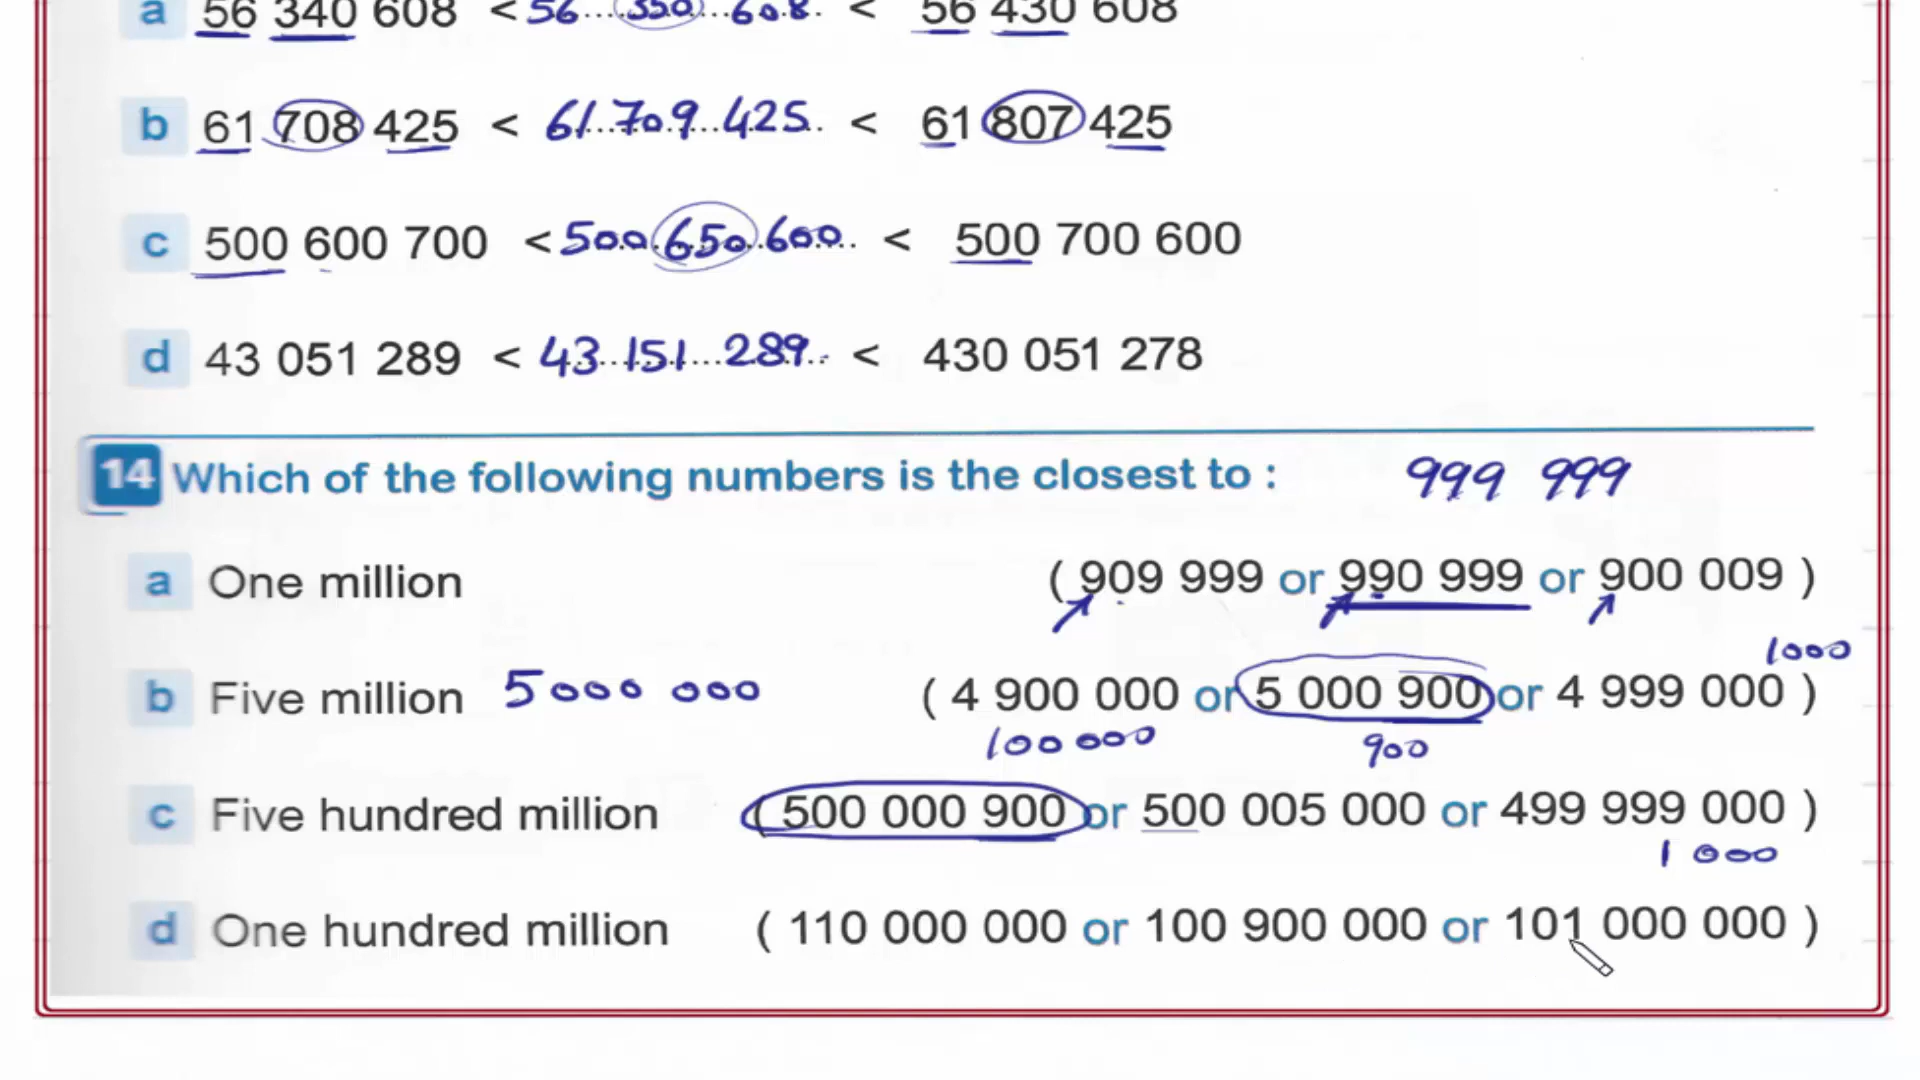 a 56 340 608 < 56 350 608 < 56 430 608
b 61 708 425 < 61 709 425 < 61 807 425
c 500 600 700 < 500 650 600 < 500 700 600
d 43 051 289 < 43 151 289 < 430 051 278
14 Which of the following numbers is the closest to : 999 999
a One million ( 909 999 or 990 999 or 900 009 )
1000
b Five million 5000 000 ( 4 900 000 or 5 000 900 or 4 999 000 )
100 000 900
c Five hundred million ( 500 000 900 or 500 005 000 or 499 999 000 )
1 000
d One hundred million ( 110 000 000 or 100 900 000 or 101 000 000 )